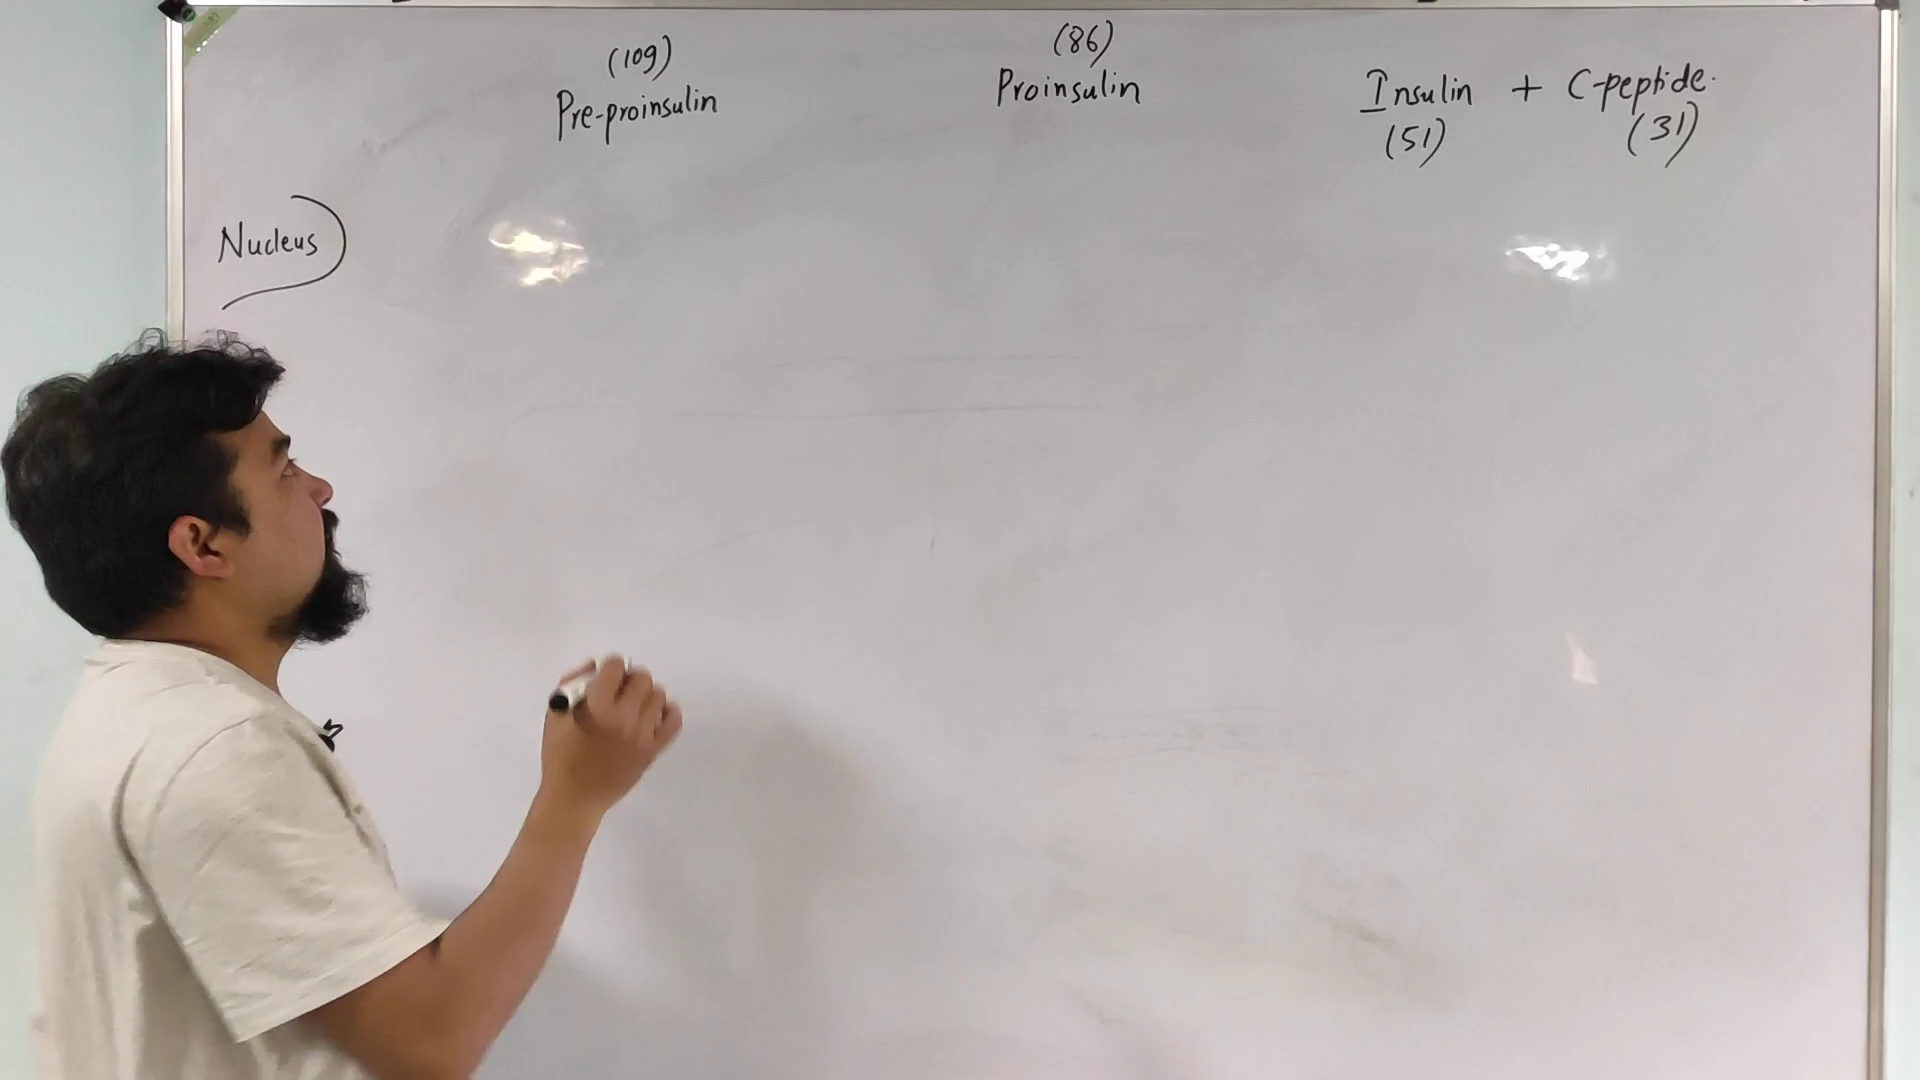 (109)
Pre-proinsulin
(86)
Proinsulin
Insulin + C-peptide.
(51) (31)
Nucleus